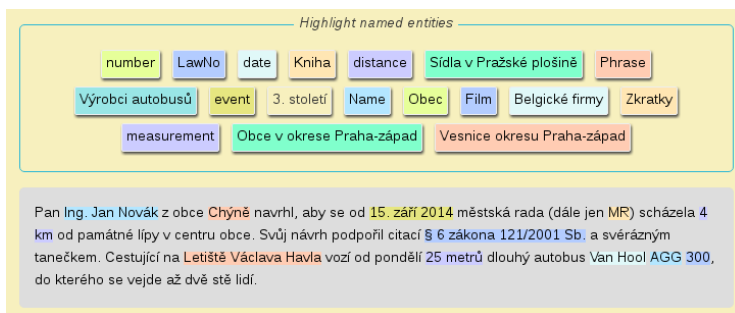 Highlight named entities
number LawNo date Kniha distance Sídla v Pražské plošině Phrase
Výrobci autobusů event 3. století Name Obec Film Belgické firmy Zkratky
measurement Obce v okrese Praha-západ Vesnice okresu Praha-západ
Pan Ing. Jan Novák z obce Chýně navrhl, aby se od 15. září 2014 městská rada (dále jen MR) scházela 4
km od památné lípy v centru obce. Svůj návrh podpořil citací § 6 zákona 121/2001 Sb. a svérázným
tanečkem. Cestující na Letiště Václava Havla vozí od pondělí 25 metrů dlouhý autobus Van Hool AGG 300,
do kterého se vejde až dvě stě lidí.